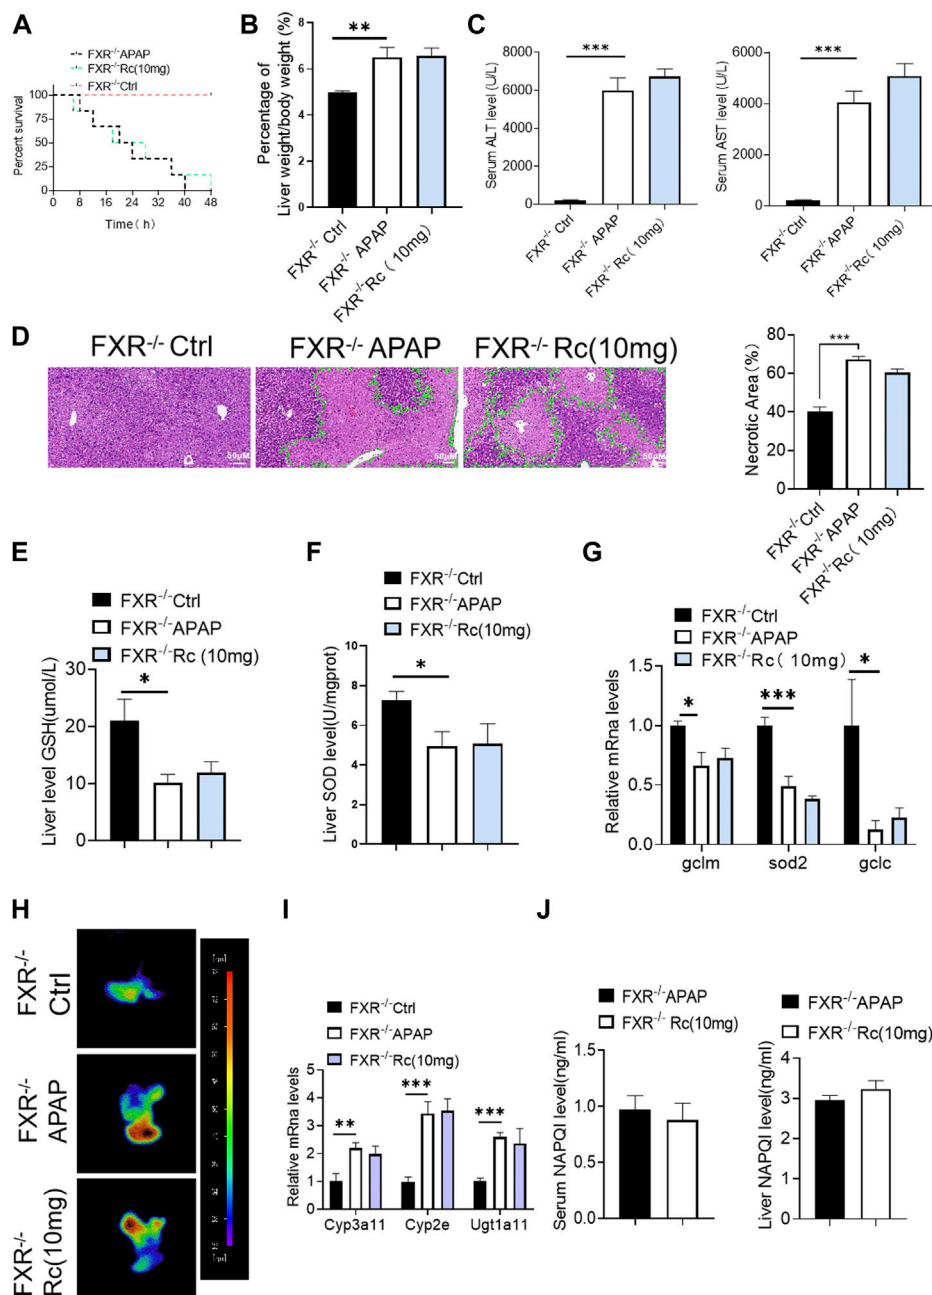 A
FXR-/-APAP
FXR-/-Rc(10mg)
FXR-/-Ctrl
Percent survival
100
75
50
25
0
0 8 16 24 32 40 48
Time( h)
B
Percentage of
Liver weight/body weight (%)
8
6
4
2
0
**
FXR-/- Ctrl
FXR-/- APAP
FXR-/-Rc ( 10mg)
C
Serum ALT level (U/L)
8000
6000
4000
2000
0
***
FXR-/- Ctrl
FXR-/- APAP
FXR-/- Rc( 10mg)
Serum AST level (U/L)
6000
4000
2000
0
***
FXR-/- Ctrl
FXR-/- APAP
FXR-/-Rc( 10mg)
D
FXR-/- Ctrl
FXR-/- APAP
FXR-/- Rc(10mg)
50μM
50μM
50μM
Necrotic Area(%)
80
60
40
20
0
***
FXR-/- Ctrl
FXR-/-APAP
FXR-/-Rc( 10mg)
E
FXR-/-Ctrl
FXR-/-APAP
FXR-/-Rc (10mg)
Liver level GSH(umol/L)
30
20
10
0
*
F
FXR-/-Ctrl
FXR-/-APAP
FXR-/-Rc(10mg)
Liver SOD level(U/mgprot)
8
6
4
2
0
*
G
FXR-/-Ctrl
FXR-/-APAP
FXR-/-Rc( 10mg)
Relative mRna levels
1.5
1.0
0.5
0.0
*
***
*
gclm sod2 gclc
H
FXR-/-
Ctrl
FXR-/-
APAP
FXR-/-
Rc(10mg)
I
FXR-/-Ctrl
FXR-/-APAP
FXR-/-Rc(10mg)
Relative mRna levels
5
4
3
2
1
0
**
***
***
Cyp3a11 Cyp2e Ugt1a11
J
FXR-/-APAP
FXR-/- Rc(10mg)
Serum NAPQI level(ng/ml)
1.5
1.0
0.5
0.0
FXR-/-APAP
FXR-/-Rc(10mg)
Liver NAPQI level(ng/ml)
4
3
2
1
0